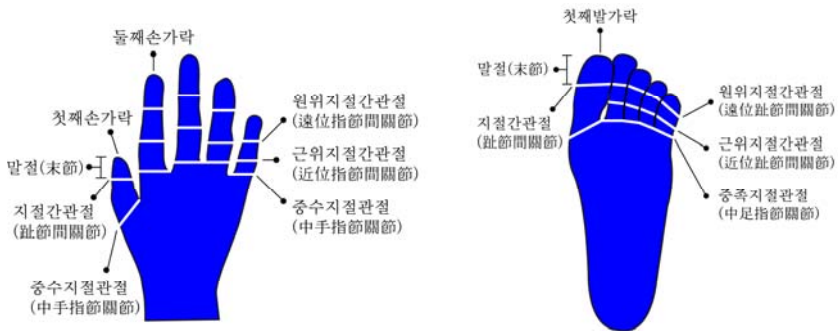 둘째손가락
첫째손가락
말절(末節)
지절간관절
(趾節間關節)
중수지절관절
(中手指節關節)
원위지절간관절
(遠位指節間關節)
근위지절간관절
(近位指節間關節)
중수지절관절
(中手指節關節)
첫째발가락
말절(末節)
지절간관절
(趾節間關節)
원위지절간관절
(遠位趾節間關節)
근위지절간관절
(近位趾節間關節)
중족지절관절
(中足指節關節)